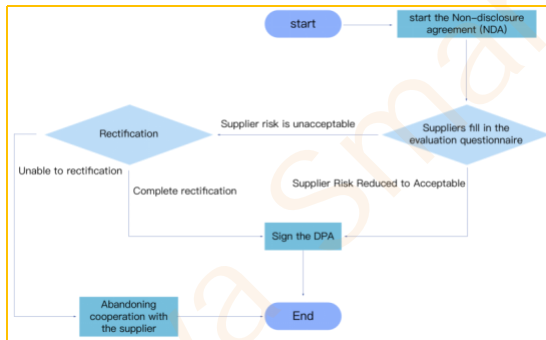 start
start the Non-disclosure
agreement (NDA)
Supplier risk is unacceptable
Rectification
Suppliers fill in the
evaluation questionnaire
Unable to rectification
Complete rectification
Supplier Risk Reduced to Acceptable
Sign the DPA
Abandoning
cooperation with
the supplier
End